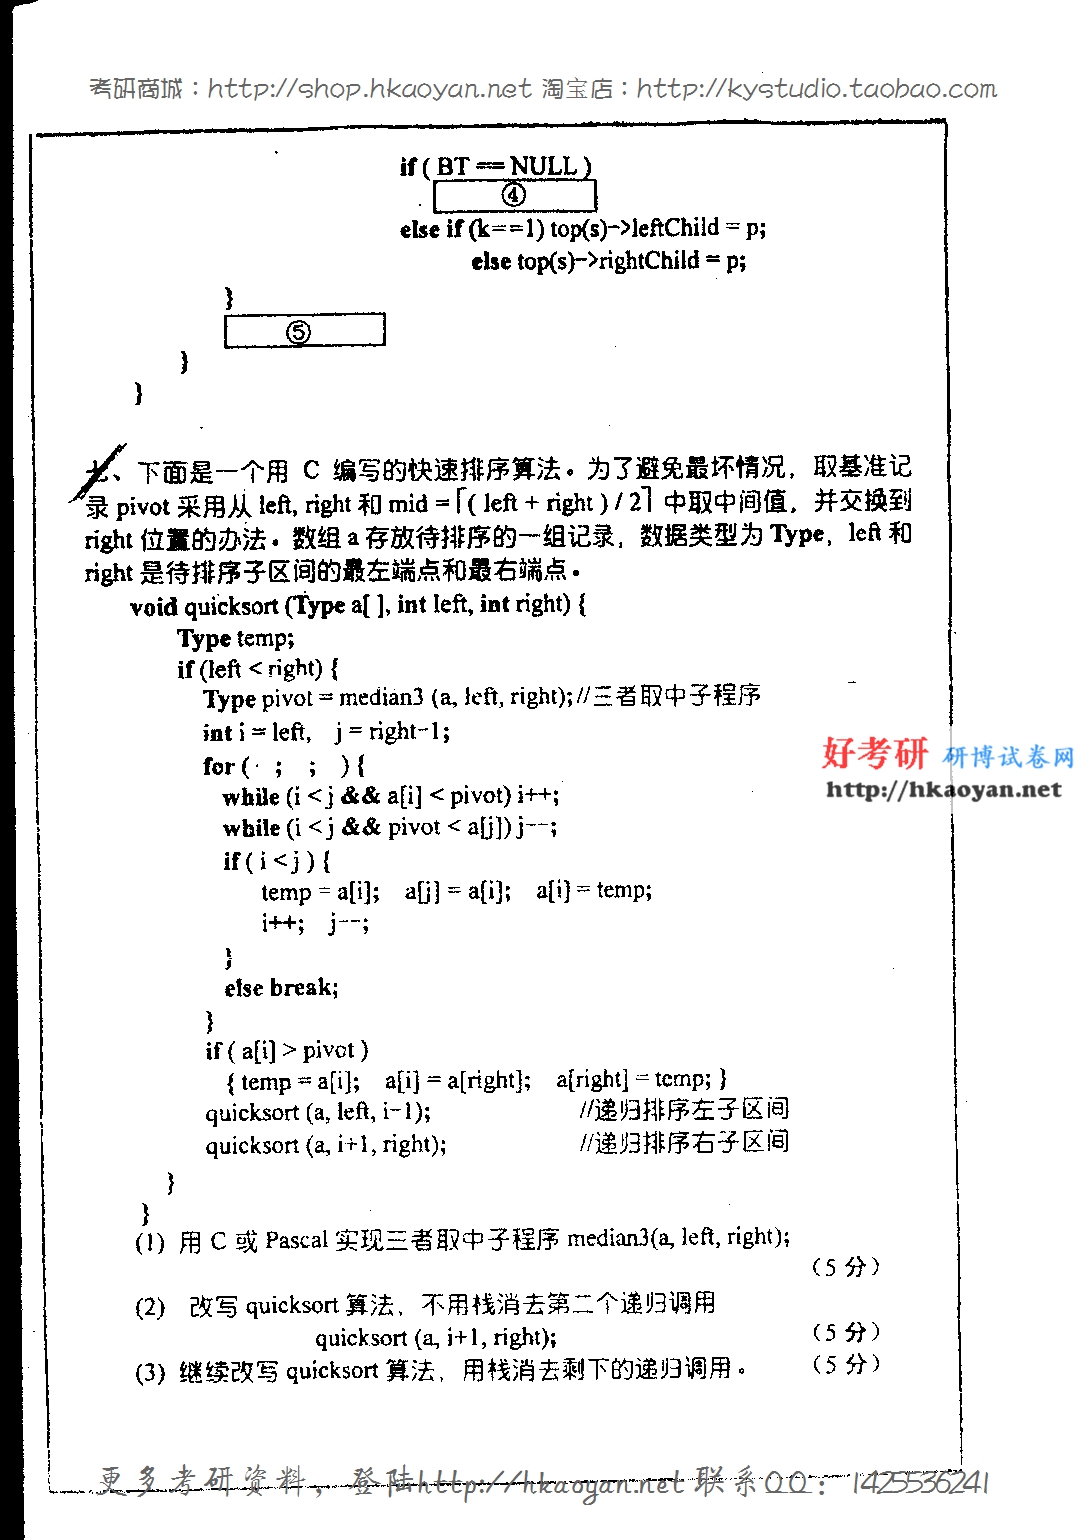 考研商城：http://shop.hkaoyan.net 淘宝店：http://kystudio.taobao.com
if ( BT == NULL )
④
else if (k==1) top(s)->leftChild = p;
else top(s)->rightChild = p;
}
⑤
}
}
七、下面是一个用 C 编写的快速排序算法。为了避免最坏情况，取基准记
录 pivot 采用从 left, right 和 mid =⌈( left + right ) / 2⌉ 中取中间值，并交换到
right 位置的办法。数组 a 存放待排序的一组记录，数据类型为 Type，left 和
right 是待排序子区间的最左端点和最右端点。
void quicksort (Type a[ ], int left, int right) {
Type temp;
if (left < right) {
Type pivot = median3 (a, left, right); //三者取中子程序
int i = left, j = right-1;
for ( ; ; ) {
while (i < j && a[i] < pivot) i++;
while (i < j && pivot < a[j]) j--;
if ( i < j ) {
temp = a[i]; a[j] = a[i]; a[i] = temp;
i++; j--;
}
else break;
}
if ( a[i] > pivot )
{ temp = a[i]; a[i] = a[right]; a[right] = temp; }
quicksort (a, left, i-1); //递归排序左子区间
quicksort (a, i+1, right); //递归排序右子区间
}
}
好考研 研博试卷网
http://hkaoyan.net
(1) 用 C 或 Pascal 实现三者取中子程序 median3(a, left, right);
（5 分）
(2) 改写 quicksort 算法，不用栈消去第二个递归调用
quicksort (a, i+1, right); （5 分）
(3) 继续改写 quicksort 算法，用栈消去剩下的递归调用。 （5 分）
更多考研资料，登陆http://hkaoyan.net 联系QQ：1425536241